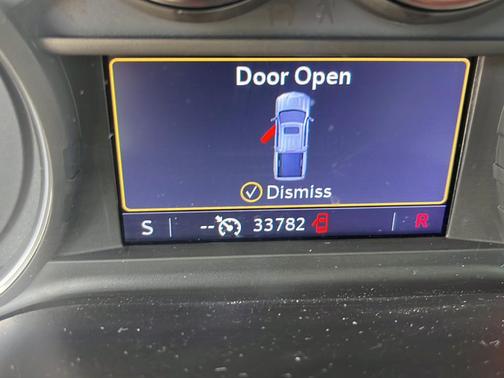 Door Open
Dismiss
S -- 33782 R